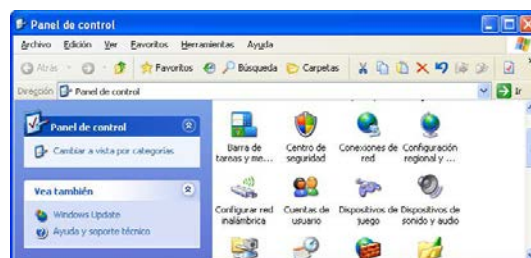 Panel de control
Archivo Edición Ver Favoritos Herramientas Ayuda
Atrás Favoritos Búsqueda Carpetas
Dirección Panel de control Ir
Panel de control
Cambiar a vista por categorías
Vea también
Windows Update
Ayuda y soporte técnico
Barra de tareas y me...
Centro de seguridad
Conexiones de red
Configuración regional y ...
Configurar red inalámbrica
Cuentas de usuario
Dispositivos de juego
Dispositivos de sonido y audio